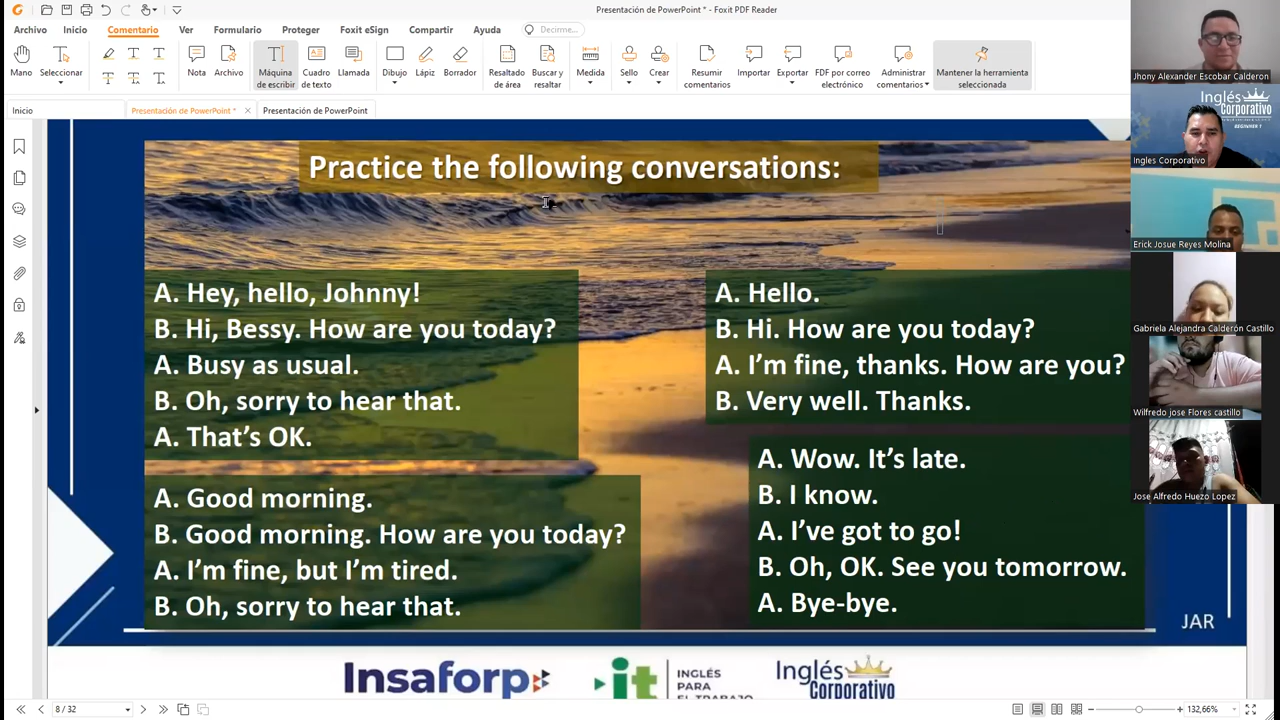 Presentación de PowerPoint * - Foxit PDF Reader
Archivo Inicio Comentario Ver Formulario Proteger Foxit eSign Compartir Ayuda Decirme...
Mano Seleccionar Nota Archivo Máquina de escribir Cuadro de texto Llamada Dibujo Lápiz Borrador Resaltado de área Buscar y resaltar Medida Sello Crear Resumir comentarios Importar Exportar PDF por correo electrónico Administrar comentarios Mantener la herramienta seleccionada
Inicio Presentación de PowerPoint * Presentación de PowerPoint
Practice the following conversations:
A. Hey, hello, Johnny!
B. Hi, Bessy. How are you today?
A. Busy as usual.
B. Oh, sorry to hear that.
A. That’s OK.
A. Good morning.
B. Good morning. How are you today?
A. I’m fine, but I’m tired.
B. Oh, sorry to hear that.
A. Hello.
B. Hi. How are you today?
A. I’m fine, thanks. How are you?
B. Very well. Thanks.
A. Wow. It’s late.
B. I know.
A. I’ve got to go!
B. Oh, OK. See you tomorrow.
A. Bye-bye.
JAR
Insaforp
it
INGLÉS
PARA
EL TRABAJO
Inglés
Corporativo
8 / 32
132,66%
Jhony Alexander Escobar Calderon
Inglés
Corporativo
BEGINNER 1
Ingles Corporativo
Erick Josue Reyes Molina
Gabriela Alejandra Calderón Castillo
Wilfredo jose Flores castillo
Jose Alfredo Huezo Lopez